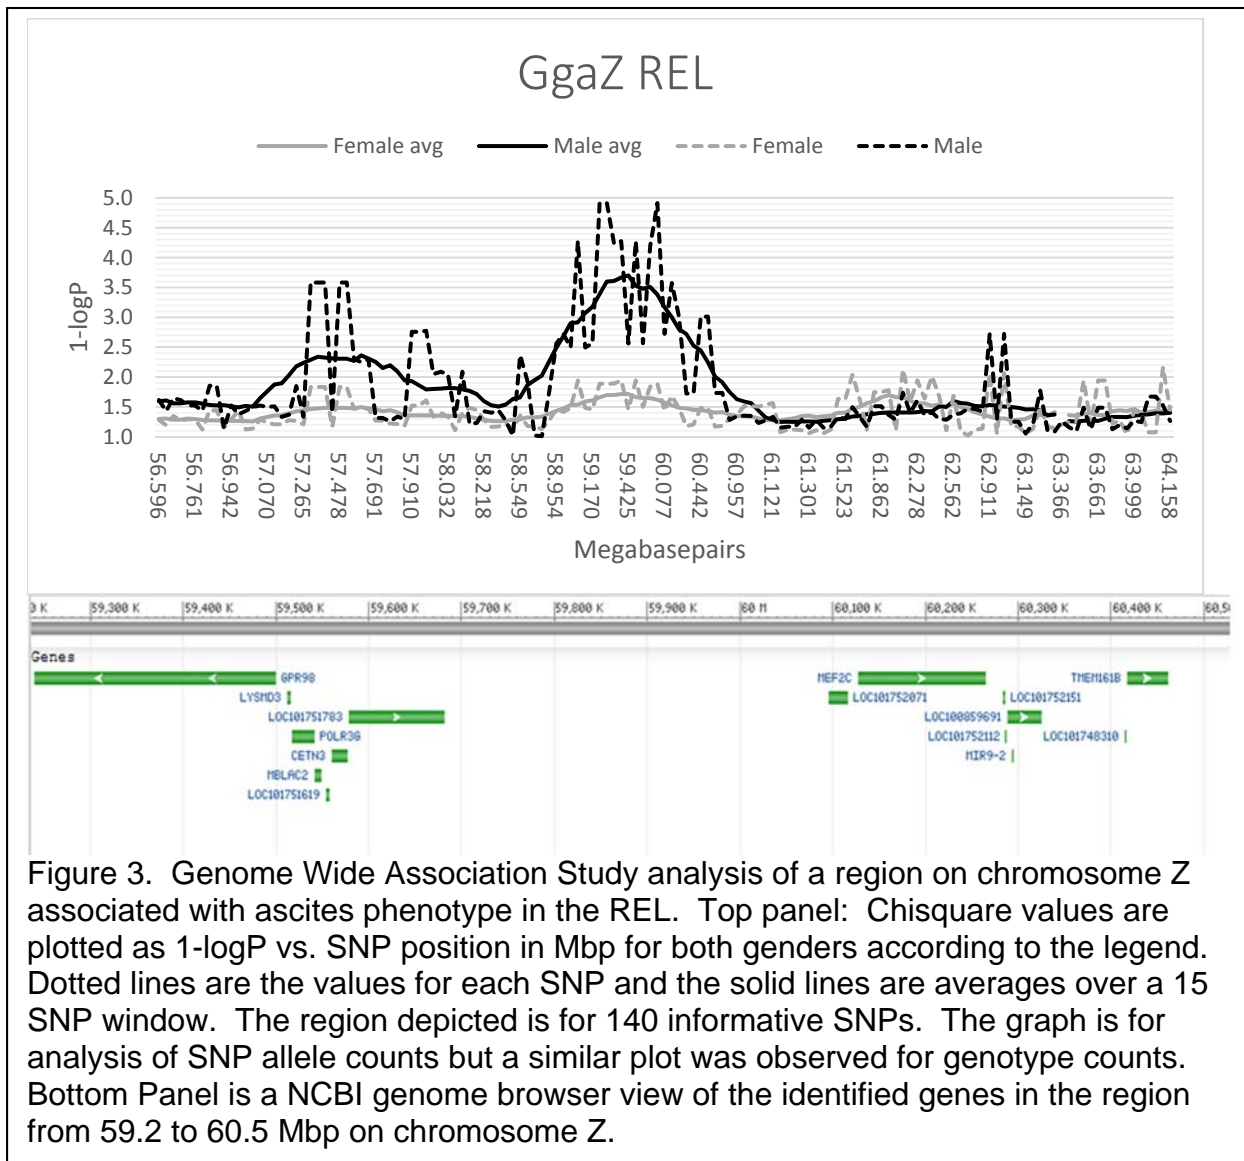 GgaZ REL
Female avg Male avg Female Male
5.0
4.5
4.0
3.5
3.0
2.5
2.0
1.5
1.0
1-logP
56.596 56.761 56.942 57.070 57.265 57.478 57.691 57.910 58.032 58.218 58.549 58.954 59.170 59.425 60.077 60.442 60.957 61.121 61.301 61.523 61.862 62.278 62.562 62.911 63.149 63.366 63.661 63.999 64.158
Megabasepairs
0 K 59,300 K 59,400 K 59,500 K 59,600 K 59,700 K 59,800 K 59,900 K 60 M 60,100 K 60,200 K 60,300 K 60,400 K 60,50
Genes
GPR98 MEF2C TMEM161B
LYSMD3 LOC101752071 LOC101752151
LOC101751783 LOC100859691
POLR3G LOC101752112 LOC101748310
CETN3 MIR9-2
MBLAC2
LOC101751619
Figure 3. Genome Wide Association Study analysis of a region on chromosome Z
associated with ascites phenotype in the REL. Top panel: Chisquare values are
plotted as 1-logP vs. SNP position in Mbp for both genders according to the legend.
Dotted lines are the values for each SNP and the solid lines are averages over a 15
SNP window. The region depicted is for 140 informative SNPs. The graph is for
analysis of SNP allele counts but a similar plot was observed for genotype counts.
Bottom Panel is a NCBI genome browser view of the identified genes in the region
from 59.2 to 60.5 Mbp on chromosome Z.